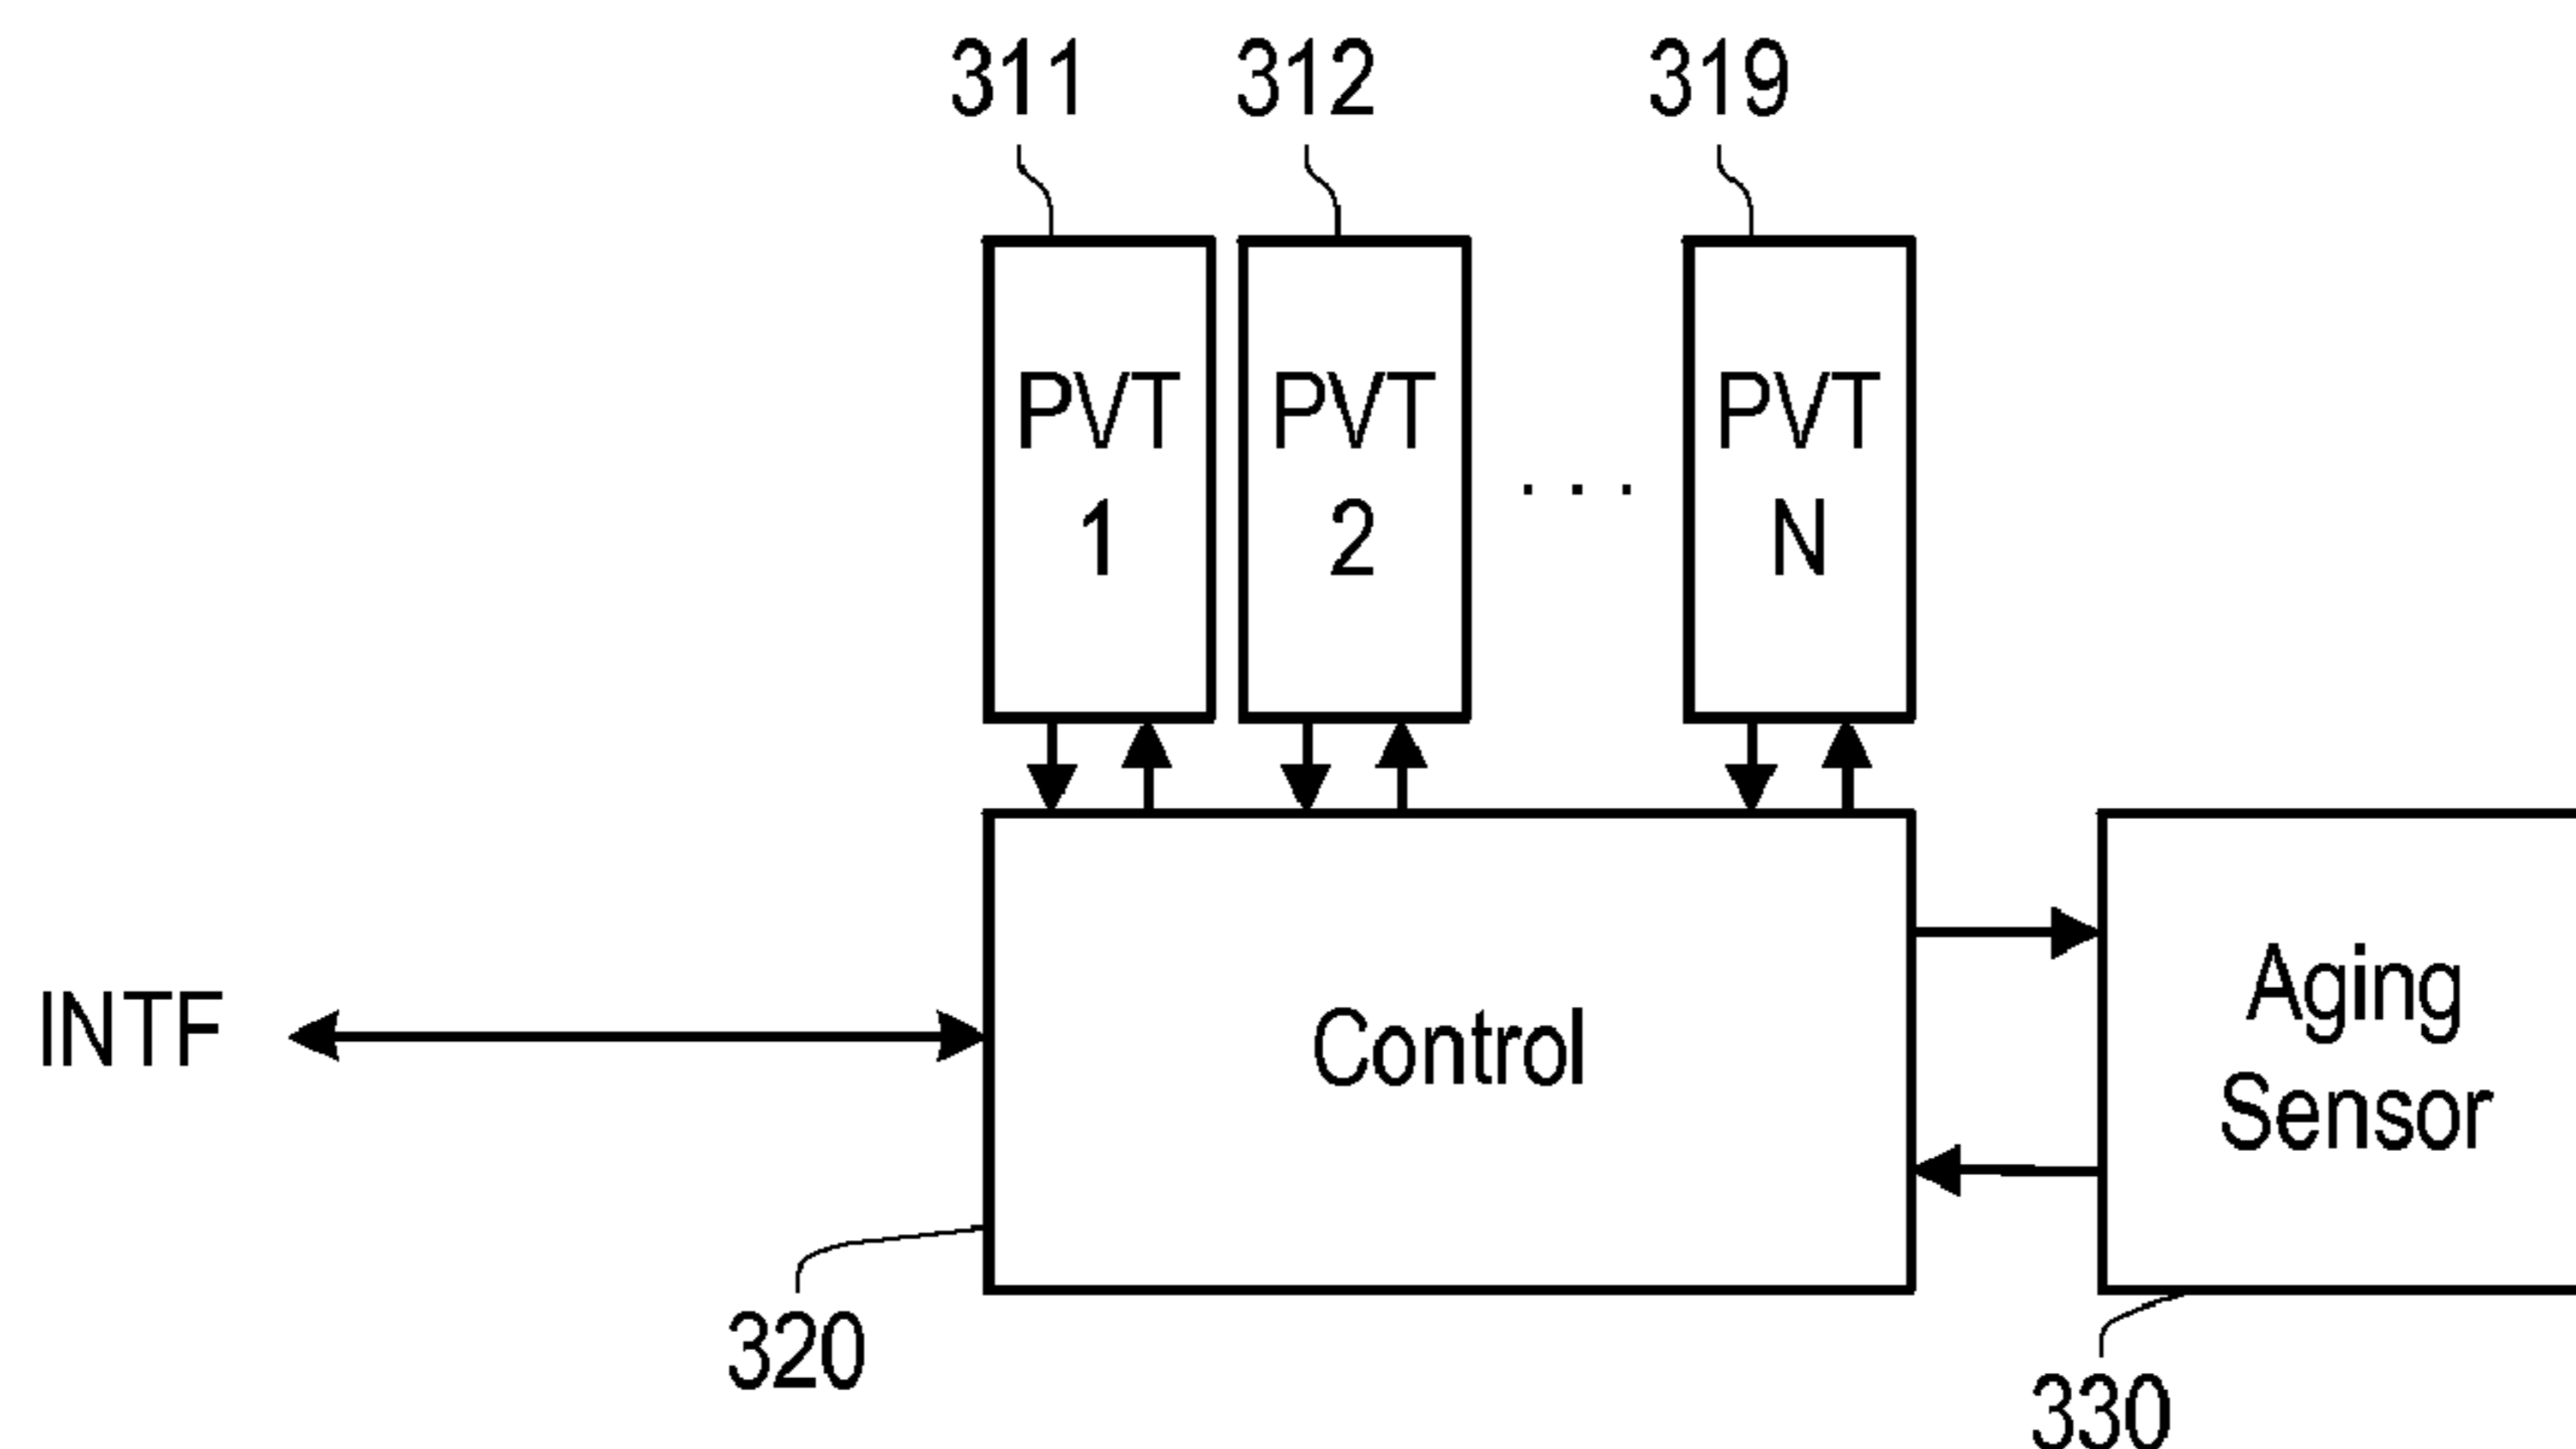 311 312 319
PVT PVT PVT
1 2 . . . N
INTF
Control
Aging
Sensor
320
330